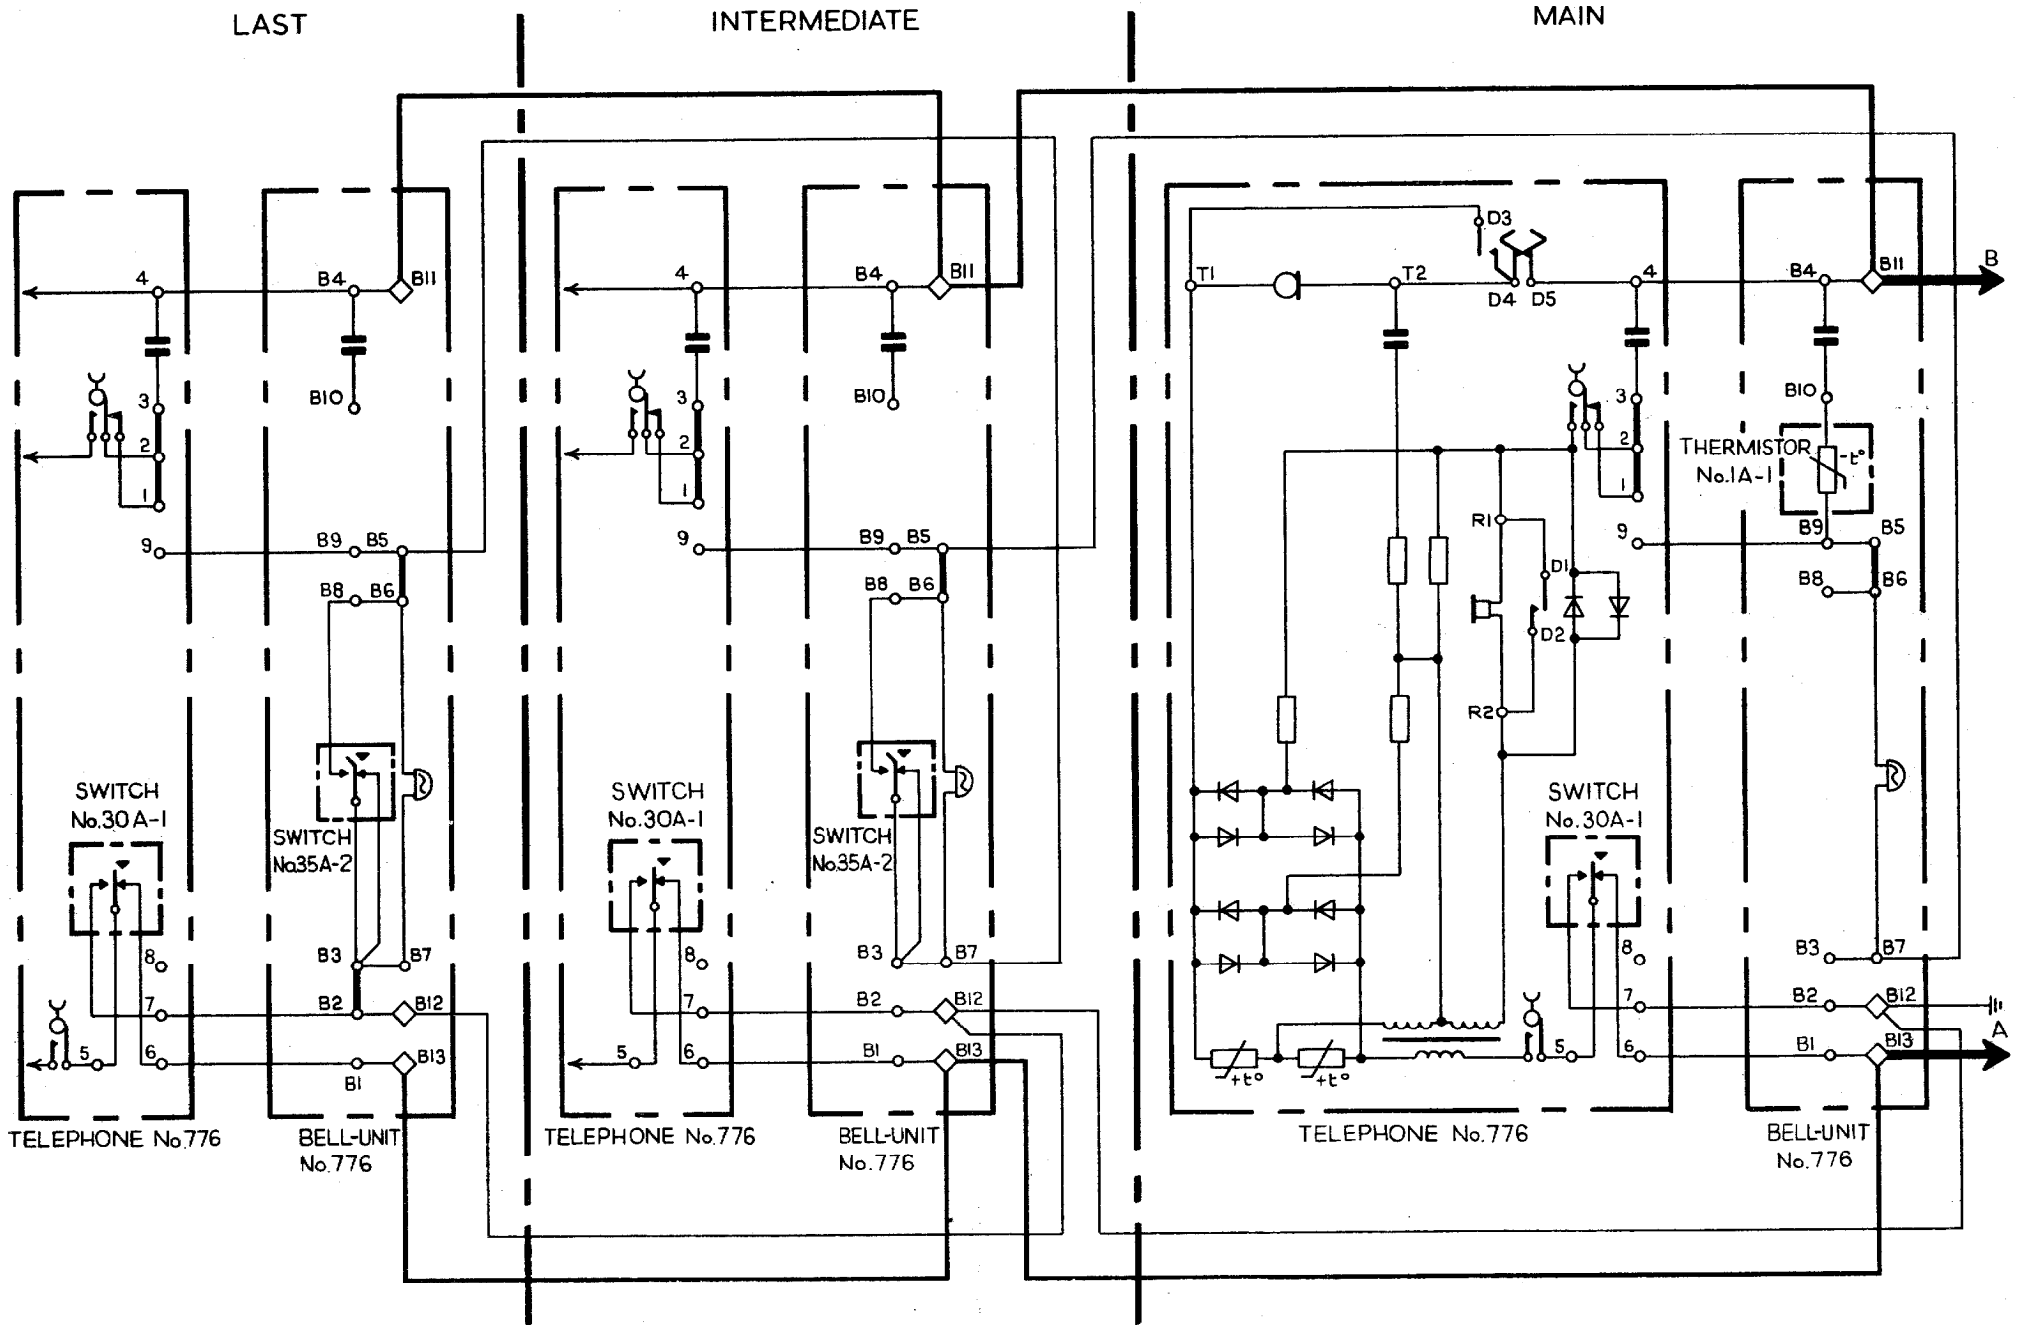 LAST
INTERMEDIATE
MAIN
4
B4
B11
B10
3
2
1
9
B9
B5
B8
B6
SWITCH
No.30A-1
SWITCH
No.35A-2
8
B3
B7
7
B2
B12
5
6
B1
B13
TELEPHONE No.776
BELL-UNIT
No.776
4
B4
B11
B10
3
2
1
9
B9
B5
B8
B6
SWITCH
No.30A-1
SWITCH
No.35A-2
8
B3
B7
7
B2
B12
5
6
B1
B13
TELEPHONE No.776
BELL-UNIT
No.776
D3
T1
T2
D4
D5
4
B4
B11
B
3
B10
2
1
THERMISTOR
No.1A-1
-t°
R1
9
B9
B5
D1
B8
B6
D2
R2
SWITCH
No.30A-1
8
B3
B7
7
B2
B12
A
5
6
B1
B13
+t°
+t°
TELEPHONE No.776
BELL-UNIT
No.776